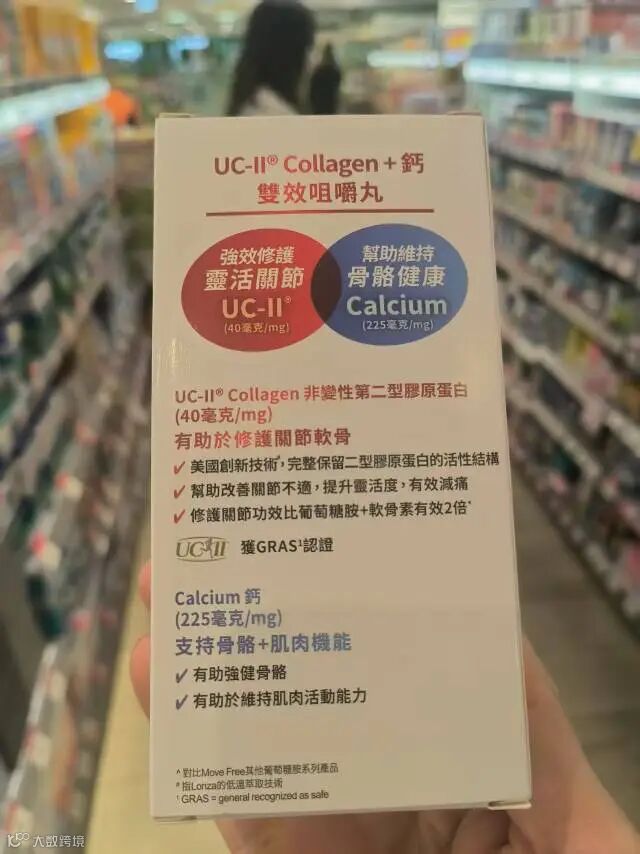 UC-II® Collagen + 鈣
雙效咀嚼丸
強效修護
靈活關節
UC-II®
(40毫克/mg)
幫助維持
骨骼健康
Calcium
(225毫克/mg)
UC-II® Collagen 非變性第二型膠原蛋白
(40毫克/mg)
有助於修護關節軟骨
✓ 美國創新技術#,完整保留二型膠原蛋白的活性結構
✓ 幫助改善關節不適,提升靈活度,有效減痛
✓ 修護關節功效比葡萄糖胺+軟骨素有效2倍^
UC-II 獲GRAS¹認證
Calcium 鈣
(225毫克/mg)
支持骨骼+肌肉機能
✓ 有助強健骨骼
✓ 有助於維持肌肉活動能力
^ 對比Move Free其他葡萄糖胺系列產品
# 指Lonza的低溫萃取技術
¹ GRAS = general recognized as safe
大数跨境